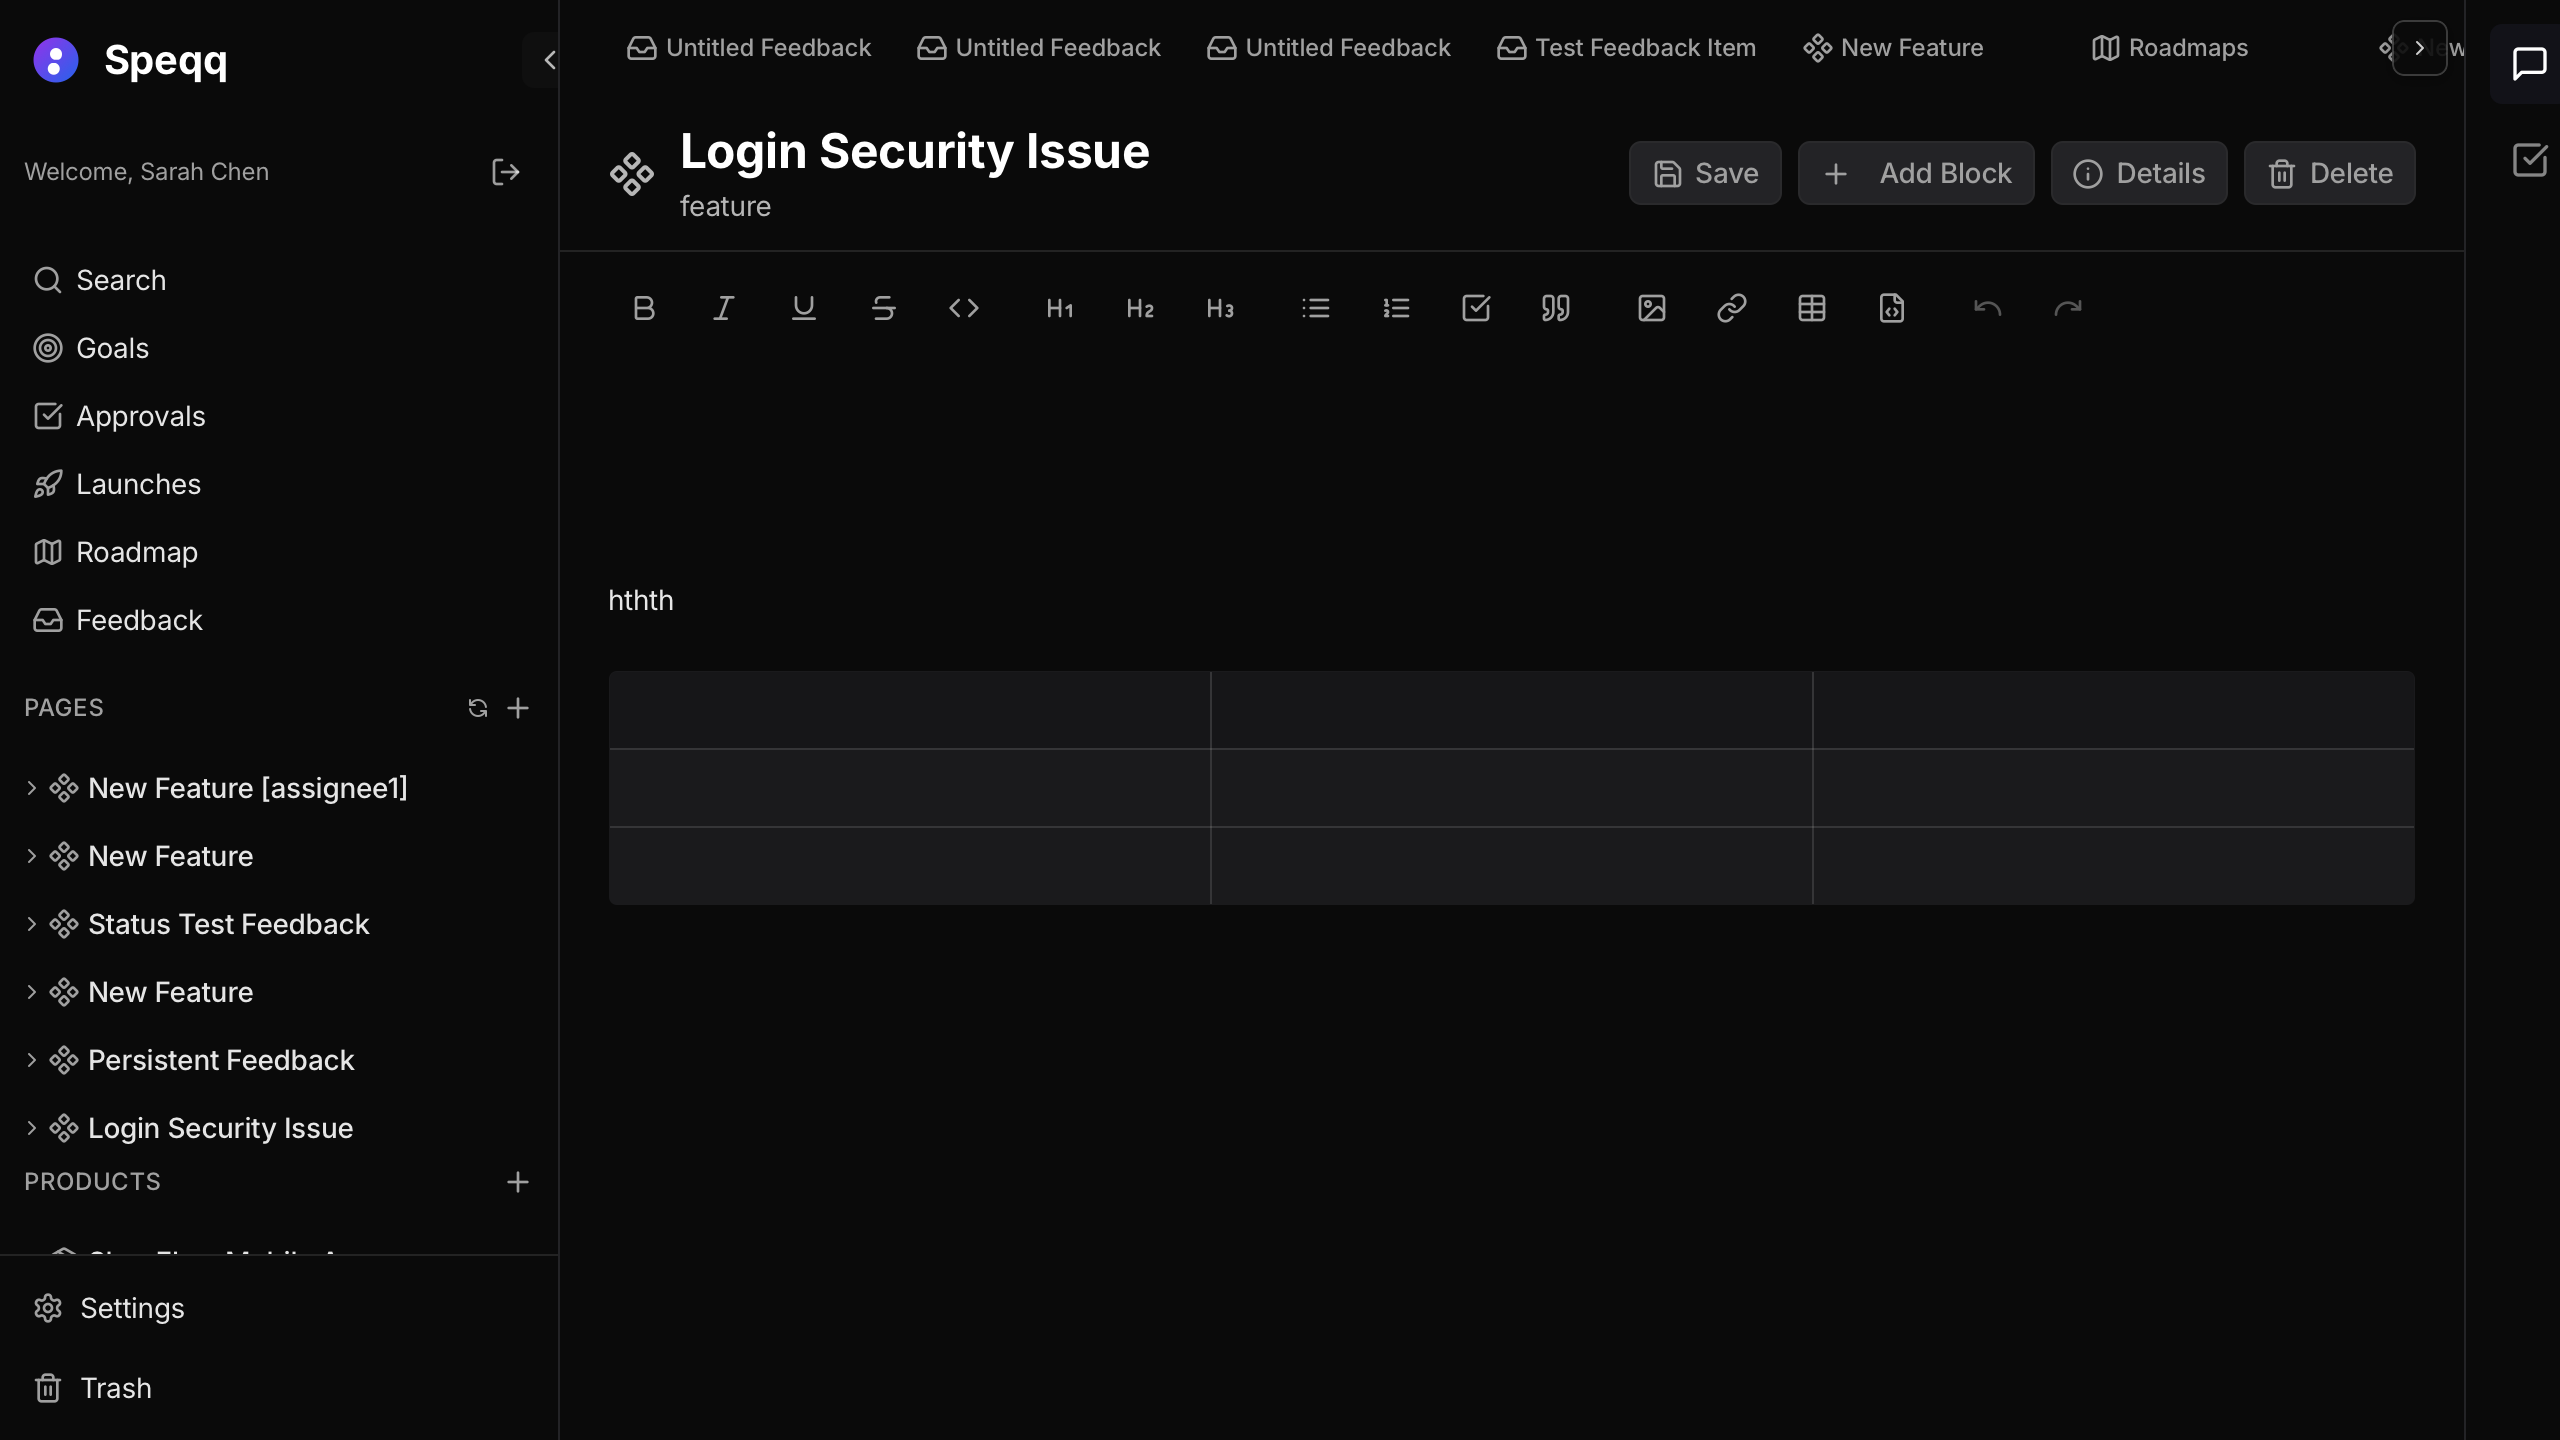 Speqq
Welcome, Sarah Chen
Search
Goals
Approvals
Launches
Roadmap
Feedback
PAGES
New Feature [assignee1]
New Feature
Status Test Feedback
New Feature
Persistent Feedback
Login Security Issue
PRODUCTS
Settings
Trash
Untitled Feedback
Untitled Feedback
Untitled Feedback
Test Feedback Item
New Feature
Roadmaps
Login Security Issue
feature
Save
Add Block
Details
Delete
H1
H2
H3
hthth